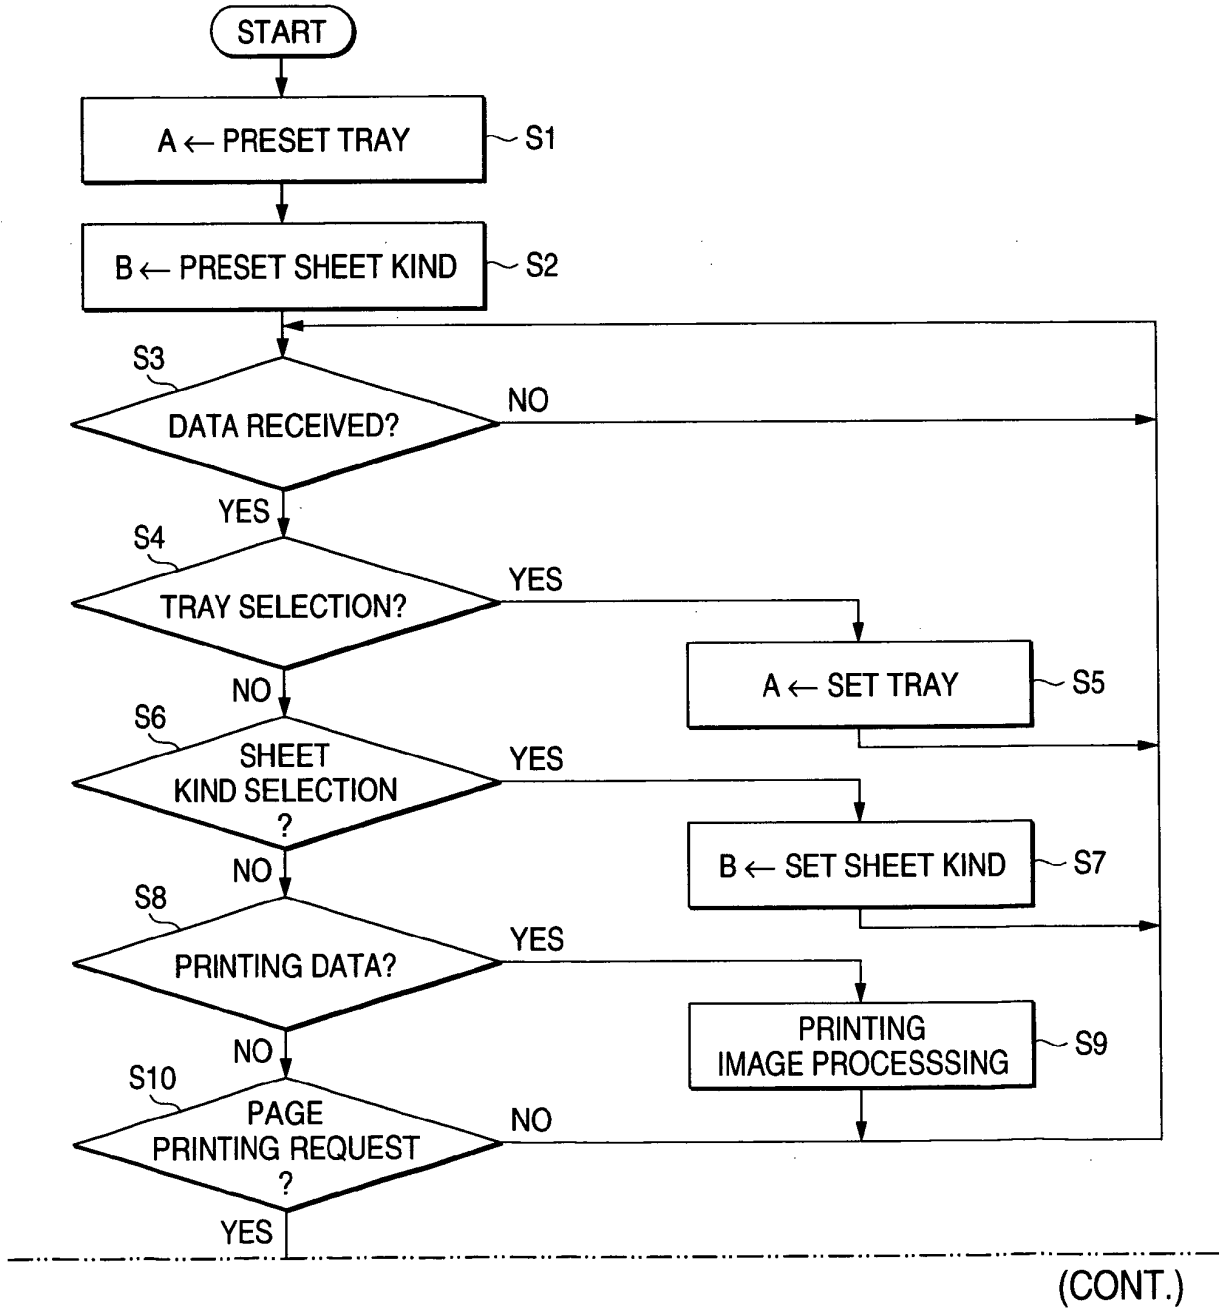 START
A ← PRESET TRAY
S1
B ← PRESET SHEET KIND
S2
S3
DATA RECEIVED?
NO
YES
S4
TRAY SELECTION?
YES
NO
A ← SET TRAY
S5
S6
SHEET
KIND SELECTION
?
YES
NO
B ← SET SHEET KIND
S7
S8
PRINTING DATA?
YES
NO
PRINTING
IMAGE PROCESSSING
S9
S10
PAGE
PRINTING REQUEST
?
NO
YES
(CONT.)